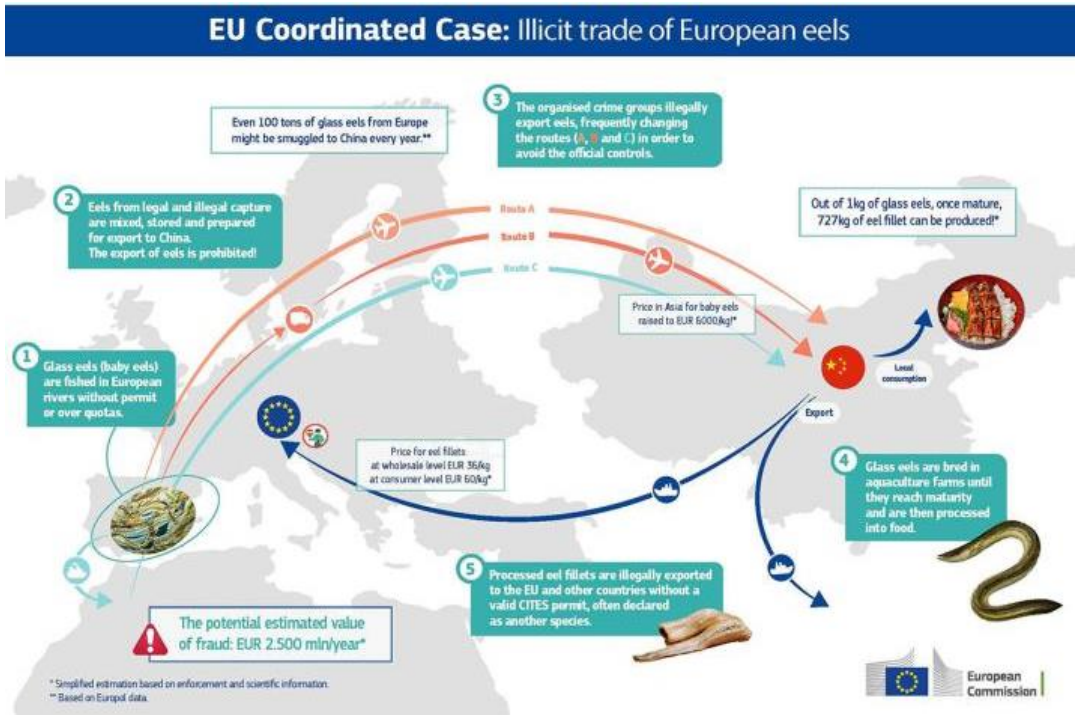 EU Coordinated Case: Illicit trade of European eels
Even 100 tons of glass eels from Europe
might be smuggled to China every year.**
3
The organised crime groups illegally
export eels, frequently changing
the routes (A, B and C) in order to
avoid the official controls.
2
Eels from legal and illegal capture
are mixed, stored and prepared
for export to China.
The export of eels is prohibited!
Out of 1kg of glass eels, once mature,
727kg of eel fillet can be produced!*
Route A
Route B
Route C
Price in Asia for baby eels
raised to EUR 6000/kg!*
1
Glass eels (baby eels)
are fished in European
rivers without permit
or over quotas.
Local
consumption
Export
Price for eel fillets
at wholesale level EUR 36/kg
at consumer level EUR 60/kg*
4
Glass eels are bred in
aquaculture farms until
they reach maturity
and are then processed
into food.
5
Processed eel fillets are illegally exported
to the EU and other countries without a
valid CITES permit, often declared
as another species.
The potential estimated value
of fraud: EUR 2.500 mln/year*
* Simplified estimation based on enforcement and scientific information.
** Based on Europol data.
European
Commission